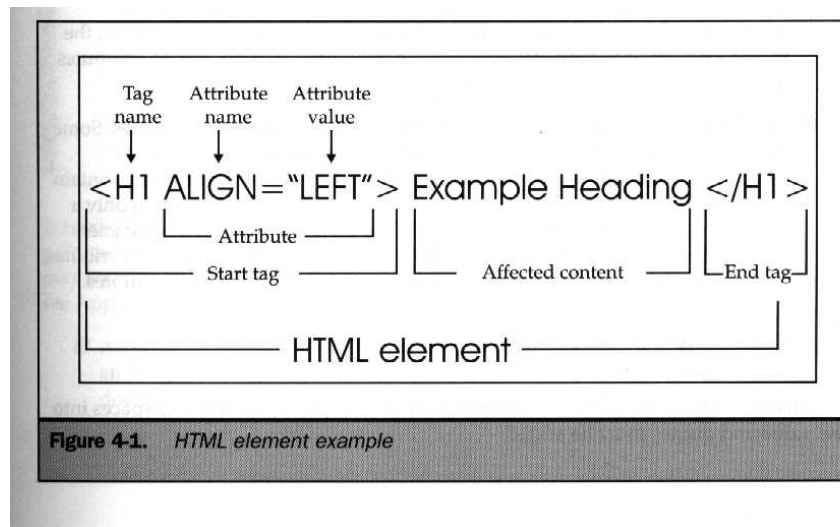 Tag Attribute Attribute
name name value
<H1 ALIGN="LEFT"> Example Heading </H1>
Attribute
Start tag Affected content End tag
HTML element
Figure 4-1. HTML element example